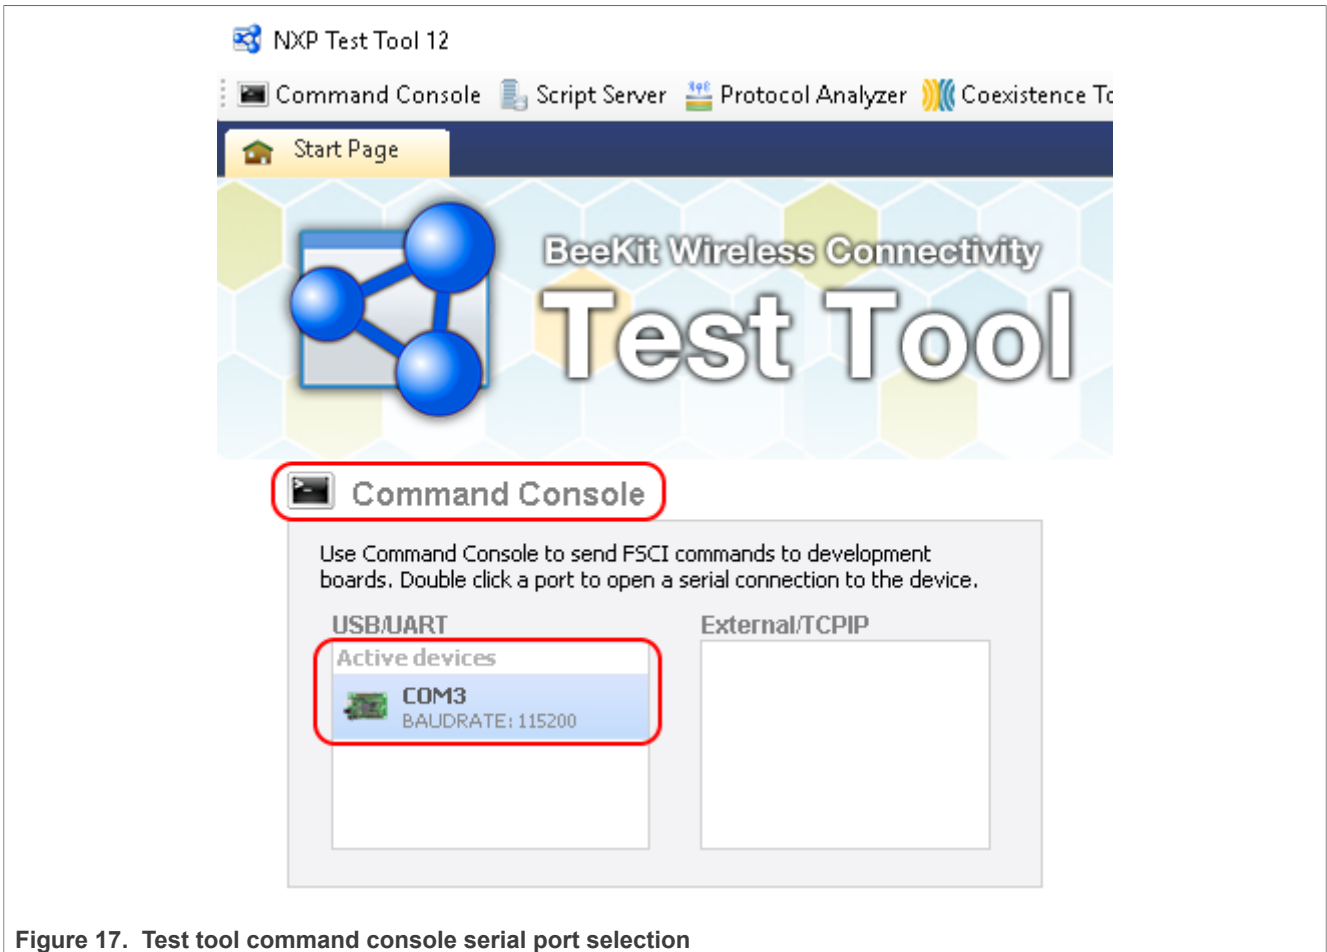 NXP Test Tool 12
Command Console Script Server Protocol Analyzer Coexistence To
Start Page
BeeKit Wireless Connectivity
Test Tool
Command Console
Use Command Console to send FSCI commands to development
boards. Double click a port to open a serial connection to the device.
USB/UART External/TCPIP
Active devices
COM3
BAUDRATE: 115200
Figure 17. Test tool command console serial port selection